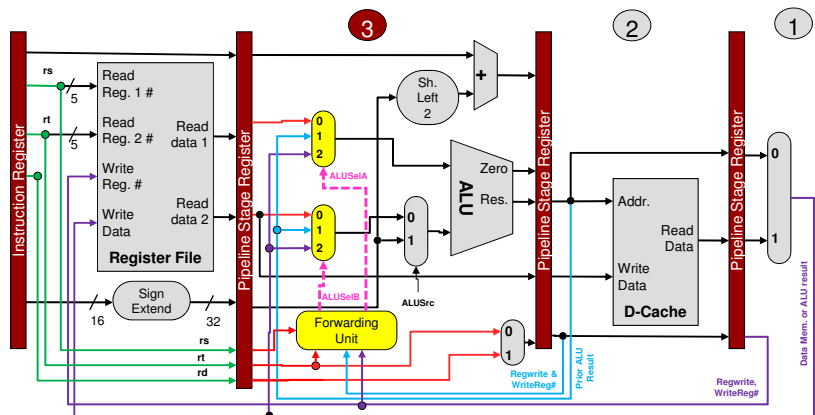 3
2
1
rs
5
rt
5
Read
Reg. 1 #
Read
Reg. 2 #
Write
Reg. #
Write
Data
Read
data 1
Read
data 2
Register File
Instruction Register
16
Sign
Extend
32
Pipeline Stage Register
0
1
2
ALUSelA
0
1
2
ALUSelB
Forwarding
Unit
rs
rt
rd
Sh.
Left
2
+
0
1
ALUSrc
ALU
Zero
Res.
0
1
Regwrite &
WriteReg#
Prior ALU
Result
Pipeline Stage Register
Addr.
Read
Data
Write
Data
D-Cache
Pipeline Stage Register
0
1
Regwrite,
WriteReg#
Data Mem. or ALU result